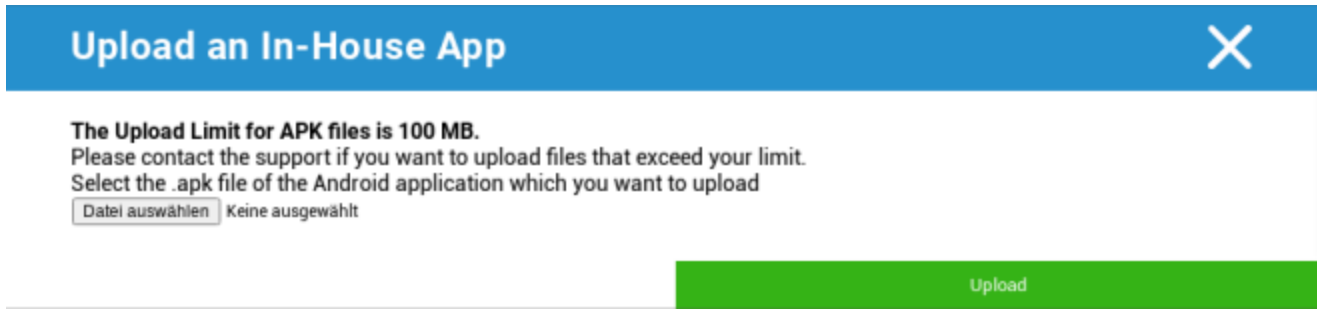 Upload an In-House App
The Upload Limit for APK files is 100 MB.
Please contact the support if you want to upload files that exceed your limit.
Select the .apk file of the Android application which you want to upload
Datei auswählen Keine ausgewählt
Upload